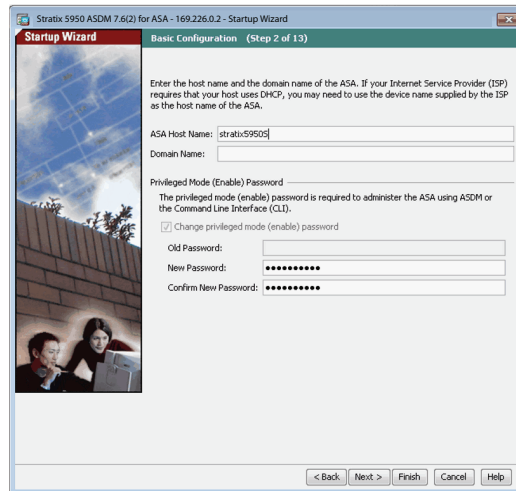 Stratix 5950 ASDM 7.6(2) for ASA - 169.226.0.2 - Startup Wizard
Startup Wizard
Basic Configuration (Step 2 of 13)
Enter the host name and the domain name of the ASA. If your Internet Service Provider (ISP)
requires that your host uses DHCP, you may need to use the device name supplied by the ISP
as the host name of the ASA.
ASA Host Name: stratix5950S
Domain Name:
Privileged Mode (Enable) Password
The privileged mode (enable) password is required to administer the ASA using ASDM or
the Command Line Interface (CLI).
Change privileged mode (enable) password
Old Password:
New Password: ●●●●●●●●●●
Confirm New Password: ●●●●●●●●●●
< Back Next > Finish Cancel Help